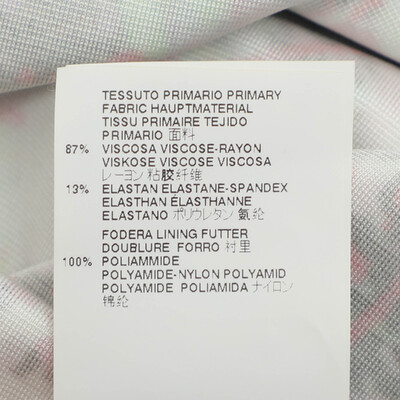 TESSUTO PRIMARIO PRIMARY
FABRIC HAUPTMATERIAL
TISSU PRIMAIRE TEJIDO
PRIMARIO 面料
87% VISCOSA VISCOSE-RAYON
VISKOSE VISCOSE VISCOSA
レーヨン 粘胶纤维
13% ELASTAN ELASTANE-SPANDEX
ELASTHAN ÉLASTHANNE
ELASTANO ポリウレタン 氨纶
FODERA LINING FUTTER
DOUBLURE FORRO 衬里
100% POLIAMMIDE
POLYAMIDE-NYLON POLYAMID
POLYAMIDE POLIAMIDA ナイロン
锦纶